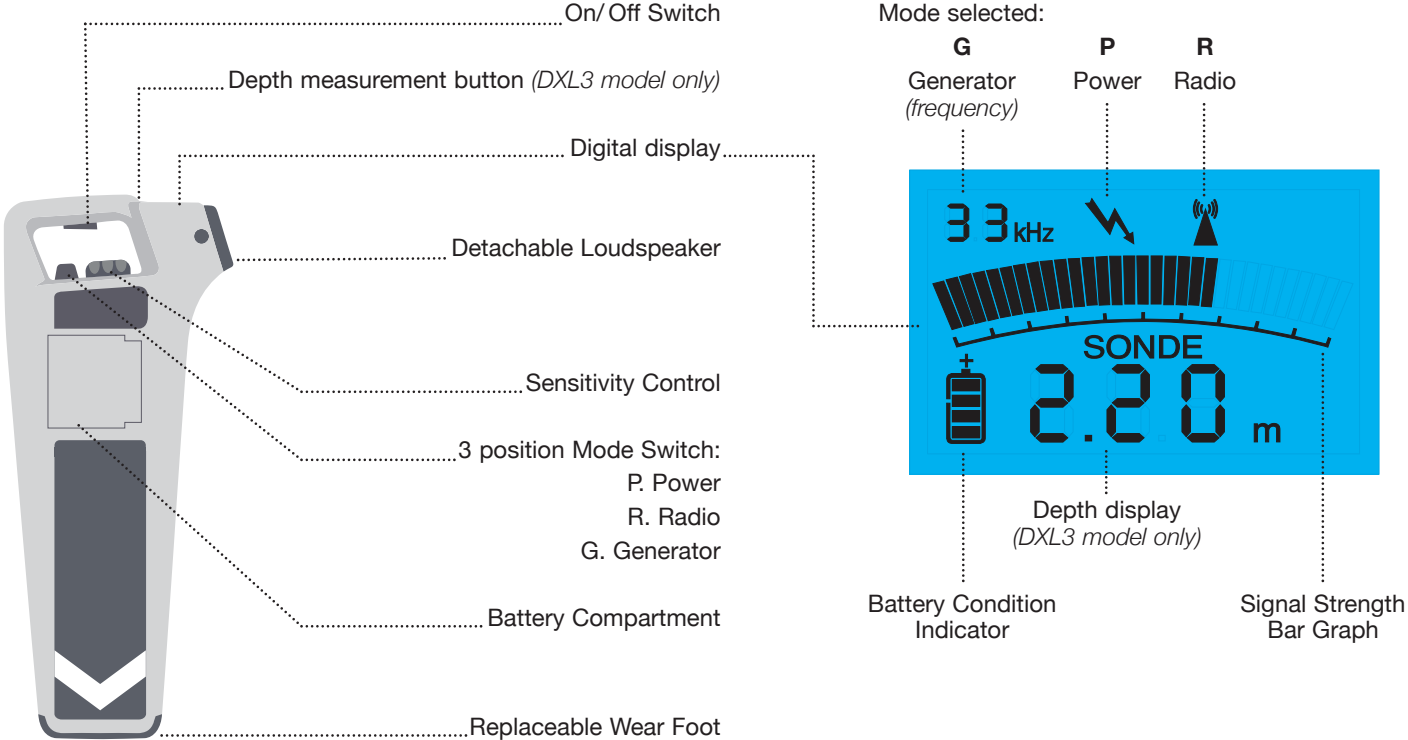 On/ Off Switch
Depth measurement button (DXL3 model only)
Digital display
Detachable Loudspeaker
Sensitivity Control
3 position Mode Switch:
P. Power
R. Radio
G. Generator
Battery Compartment
Replaceable Wear Foot
Mode selected:
G P R
Generator Power Radio
(frequency)
33 kHz
SONDE
+
2.20 m
Depth display
(DXL3 model only)
Battery Condition
Indicator
Signal Strength
Bar Graph